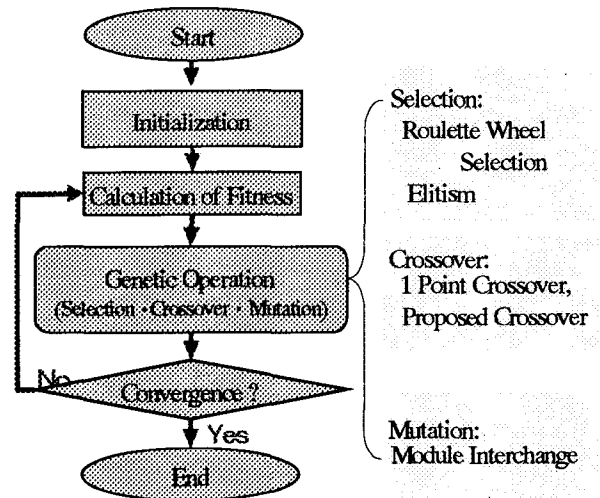 Start
Initialization
Calculation of Fitness
Genetic Operation
(Selection・Crossover・Mutation)
No
Convergence ?
Yes
End
Selection:
Roulette Wheel
Selection
Elitism
Crossover:
1 Point Crossover,
Proposed Crossover
Mutation:
Module Interchange